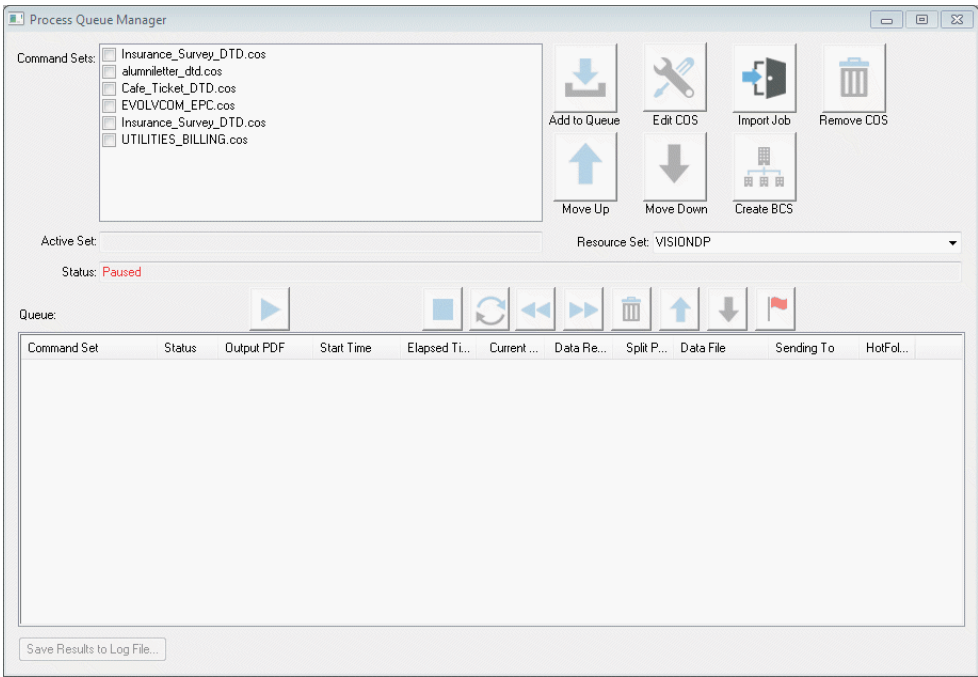 Process Queue Manager
Command Sets:
Insurance_Survey_DTD.cos
alumniletter_dtd.cos
Cafe_Ticket_DTD.cos
EVOLVCOM_EPC.cos
Insurance_Survey_DTD.cos
UTILITIES_BILLING.cos
Add to Queue Edit COS Import Job Remove COS
Move Up Move Down Create BCS
Active Set: Resource Set: VISIONDP
Status: Paused
Queue:
Command Set Status Output PDF Start Time Elapsed Ti... Current ... Data Re... Split P... Data File Sending To HotFol...
Save Results to Log File...